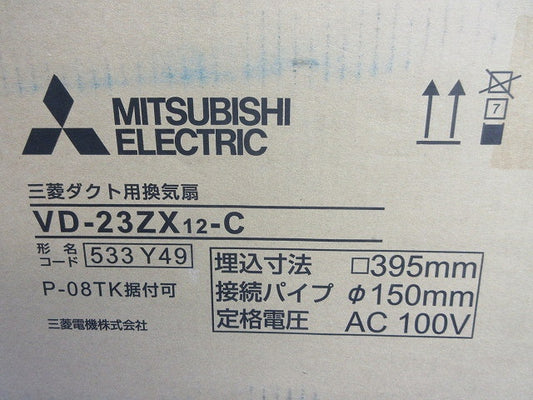 MITSUBISHI
ELECTRIC
7
三菱ダクト用換気扇
VD-23ZX12-C
形名
コード 533 Y49
P-08TK据付可
三菱電機株式会社
埋込寸法 □395mm
接続パイプ φ150mm
定格電圧 AC 100V